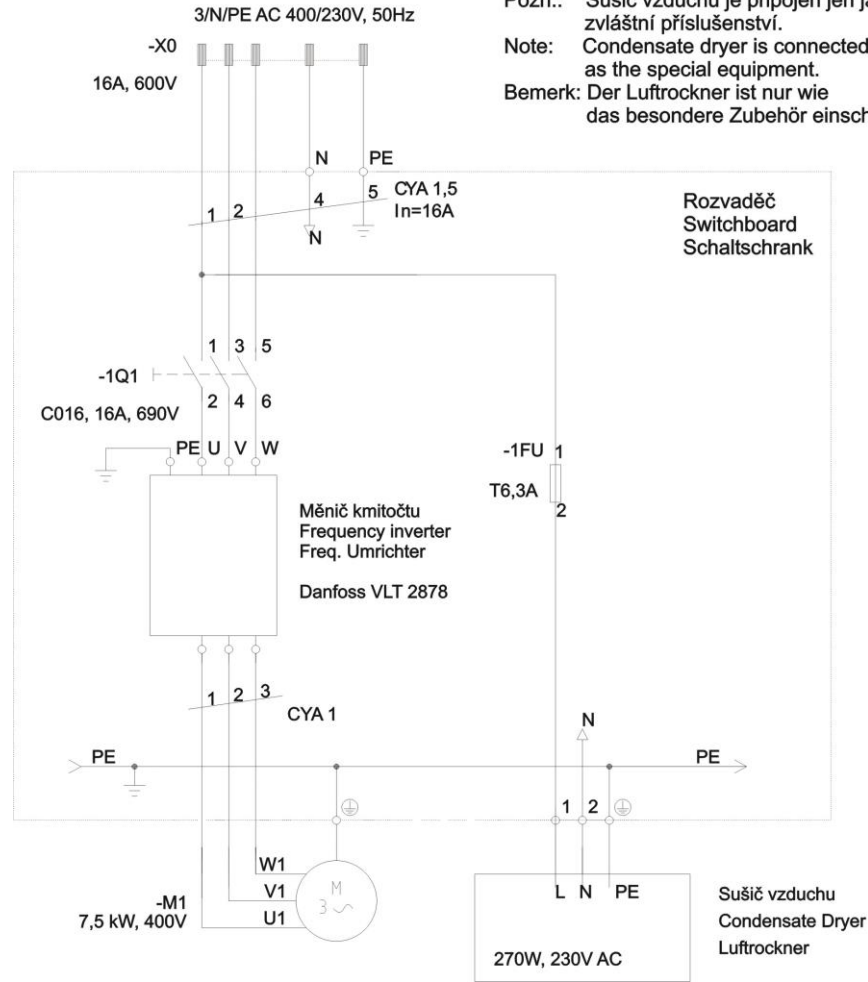 3/N/PE AC 400/230V, 50Hz
-X0
16A, 600V
Pozn.: Sušič vzduchu je připojen jen
zvláštní příslušenství.
Note: Condensate dryer is connected
as the special equipment.
Bemerk: Der Luftrockner ist nur wie
das besondere Zubehör
N PE
1 2 4 5 CYA 1,5
In=16A
N
Rozvaděč
Switchboard
Schaltschrank
1 3 5
-1Q1
2 4 6
C016, 16A, 690V
PE U V W
-1FU 1
T6,3A
2
Měnič kmitočtu
Frequency inverter
Freq. Umrichter
Danfoss VLT 2878
1 2 3
CYA 1
N
PE PE
1 2
W1
V1
U1
M
3
-M1
7,5 kW, 400V
L N PE
270W, 230V AC
Sušič vzduchu
Condensate Dryer
Luftrockner